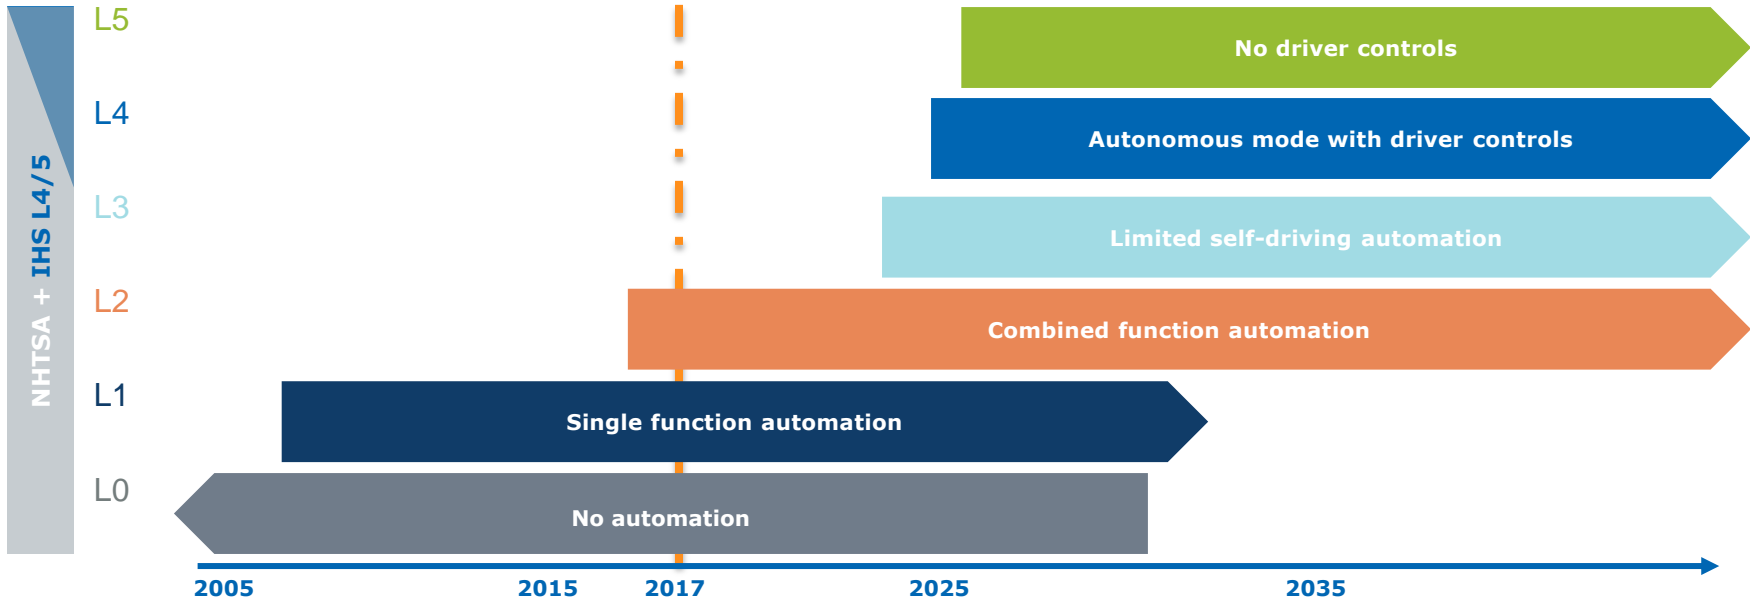 NHTSA + IHS L4/5
L5
No driver controls
L4
Autonomous mode with driver controls
L3
Limited self-driving automation
L2
Combined function automation
L1
Single function automation
L0
No automation
2005 2015 2017 2025 2035